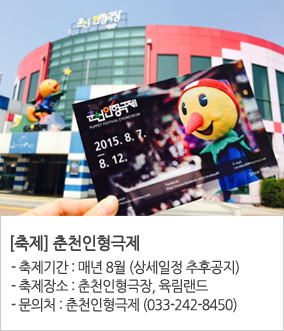 춘천인형극장
춘천인형극제
PUPPET FESTIVAL CHUNCHEON
2015. 8. 7.
8. 12.
[축제] 춘천인형극제
- 축제기간 : 매년 8월 (상세일정 추후공지)
- 축제장소 : 춘천인형극장, 육림랜드
- 문의처 : 춘천인형극제 (033-242-8450)